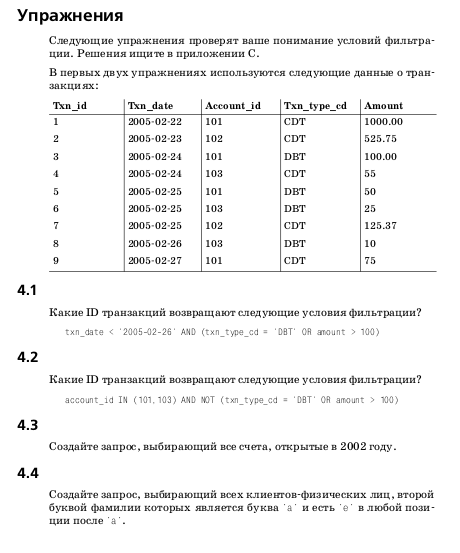 Упражнения
Следующие упражнения проверят ваше понимание условий фильтра-
ции. Решения ищите в приложении С.
В первых двух упражнениях используются следующие данные о тран-
закциях:
Txn_id Txn_date Account_id Txn_type_cd Amount
1 2005-02-22 101 CDT 1000.00
2 2005-02-23 102 CDT 525.75
3 2005-02-24 101 DBT 100.00
4 2005-02-24 103 CDT 55
5 2005-02-25 101 DBT 50
6 2005-02-25 103 DBT 25
7 2005-02-25 102 CDT 125.37
8 2005-02-26 103 DBT 10
9 2005-02-27 101 CDT 75
4.1
Какие ID транзакций возвращают следующие условия фильтрации?
txn_date < '2005-02-26' AND (txn_type_cd = 'DBT' OR amount > 100)
4.2
Какие ID транзакций возвращают следующие условия фильтрации?
account_id IN (101,103) AND NOT (txn_type_cd = 'DBT' OR amount > 100)
4.3
Создайте запрос, выбирающий все счета, открытые в 2002 году.
4.4
Создайте запрос, выбирающий всех клиентов-физических лиц, второй
буквой фамилии которых является буква 'a' и есть 'e' в любой пози-
ции после 'a'.